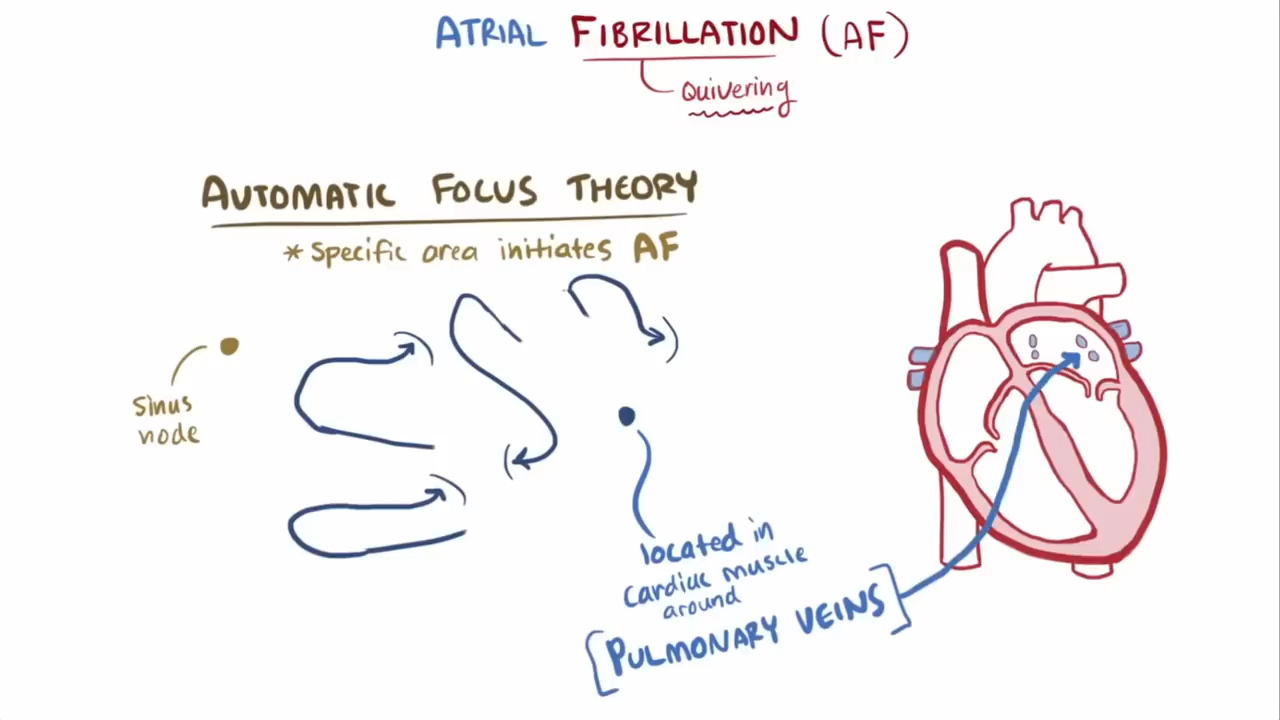 ATRIAL FIBRILLATION (AF)
Quivering
AUTOMATIC FOCUS THEORY
* Specific area initiates AF
Sinus
node
located in
cardiac muscle
around
[PULMONARY VEINS]